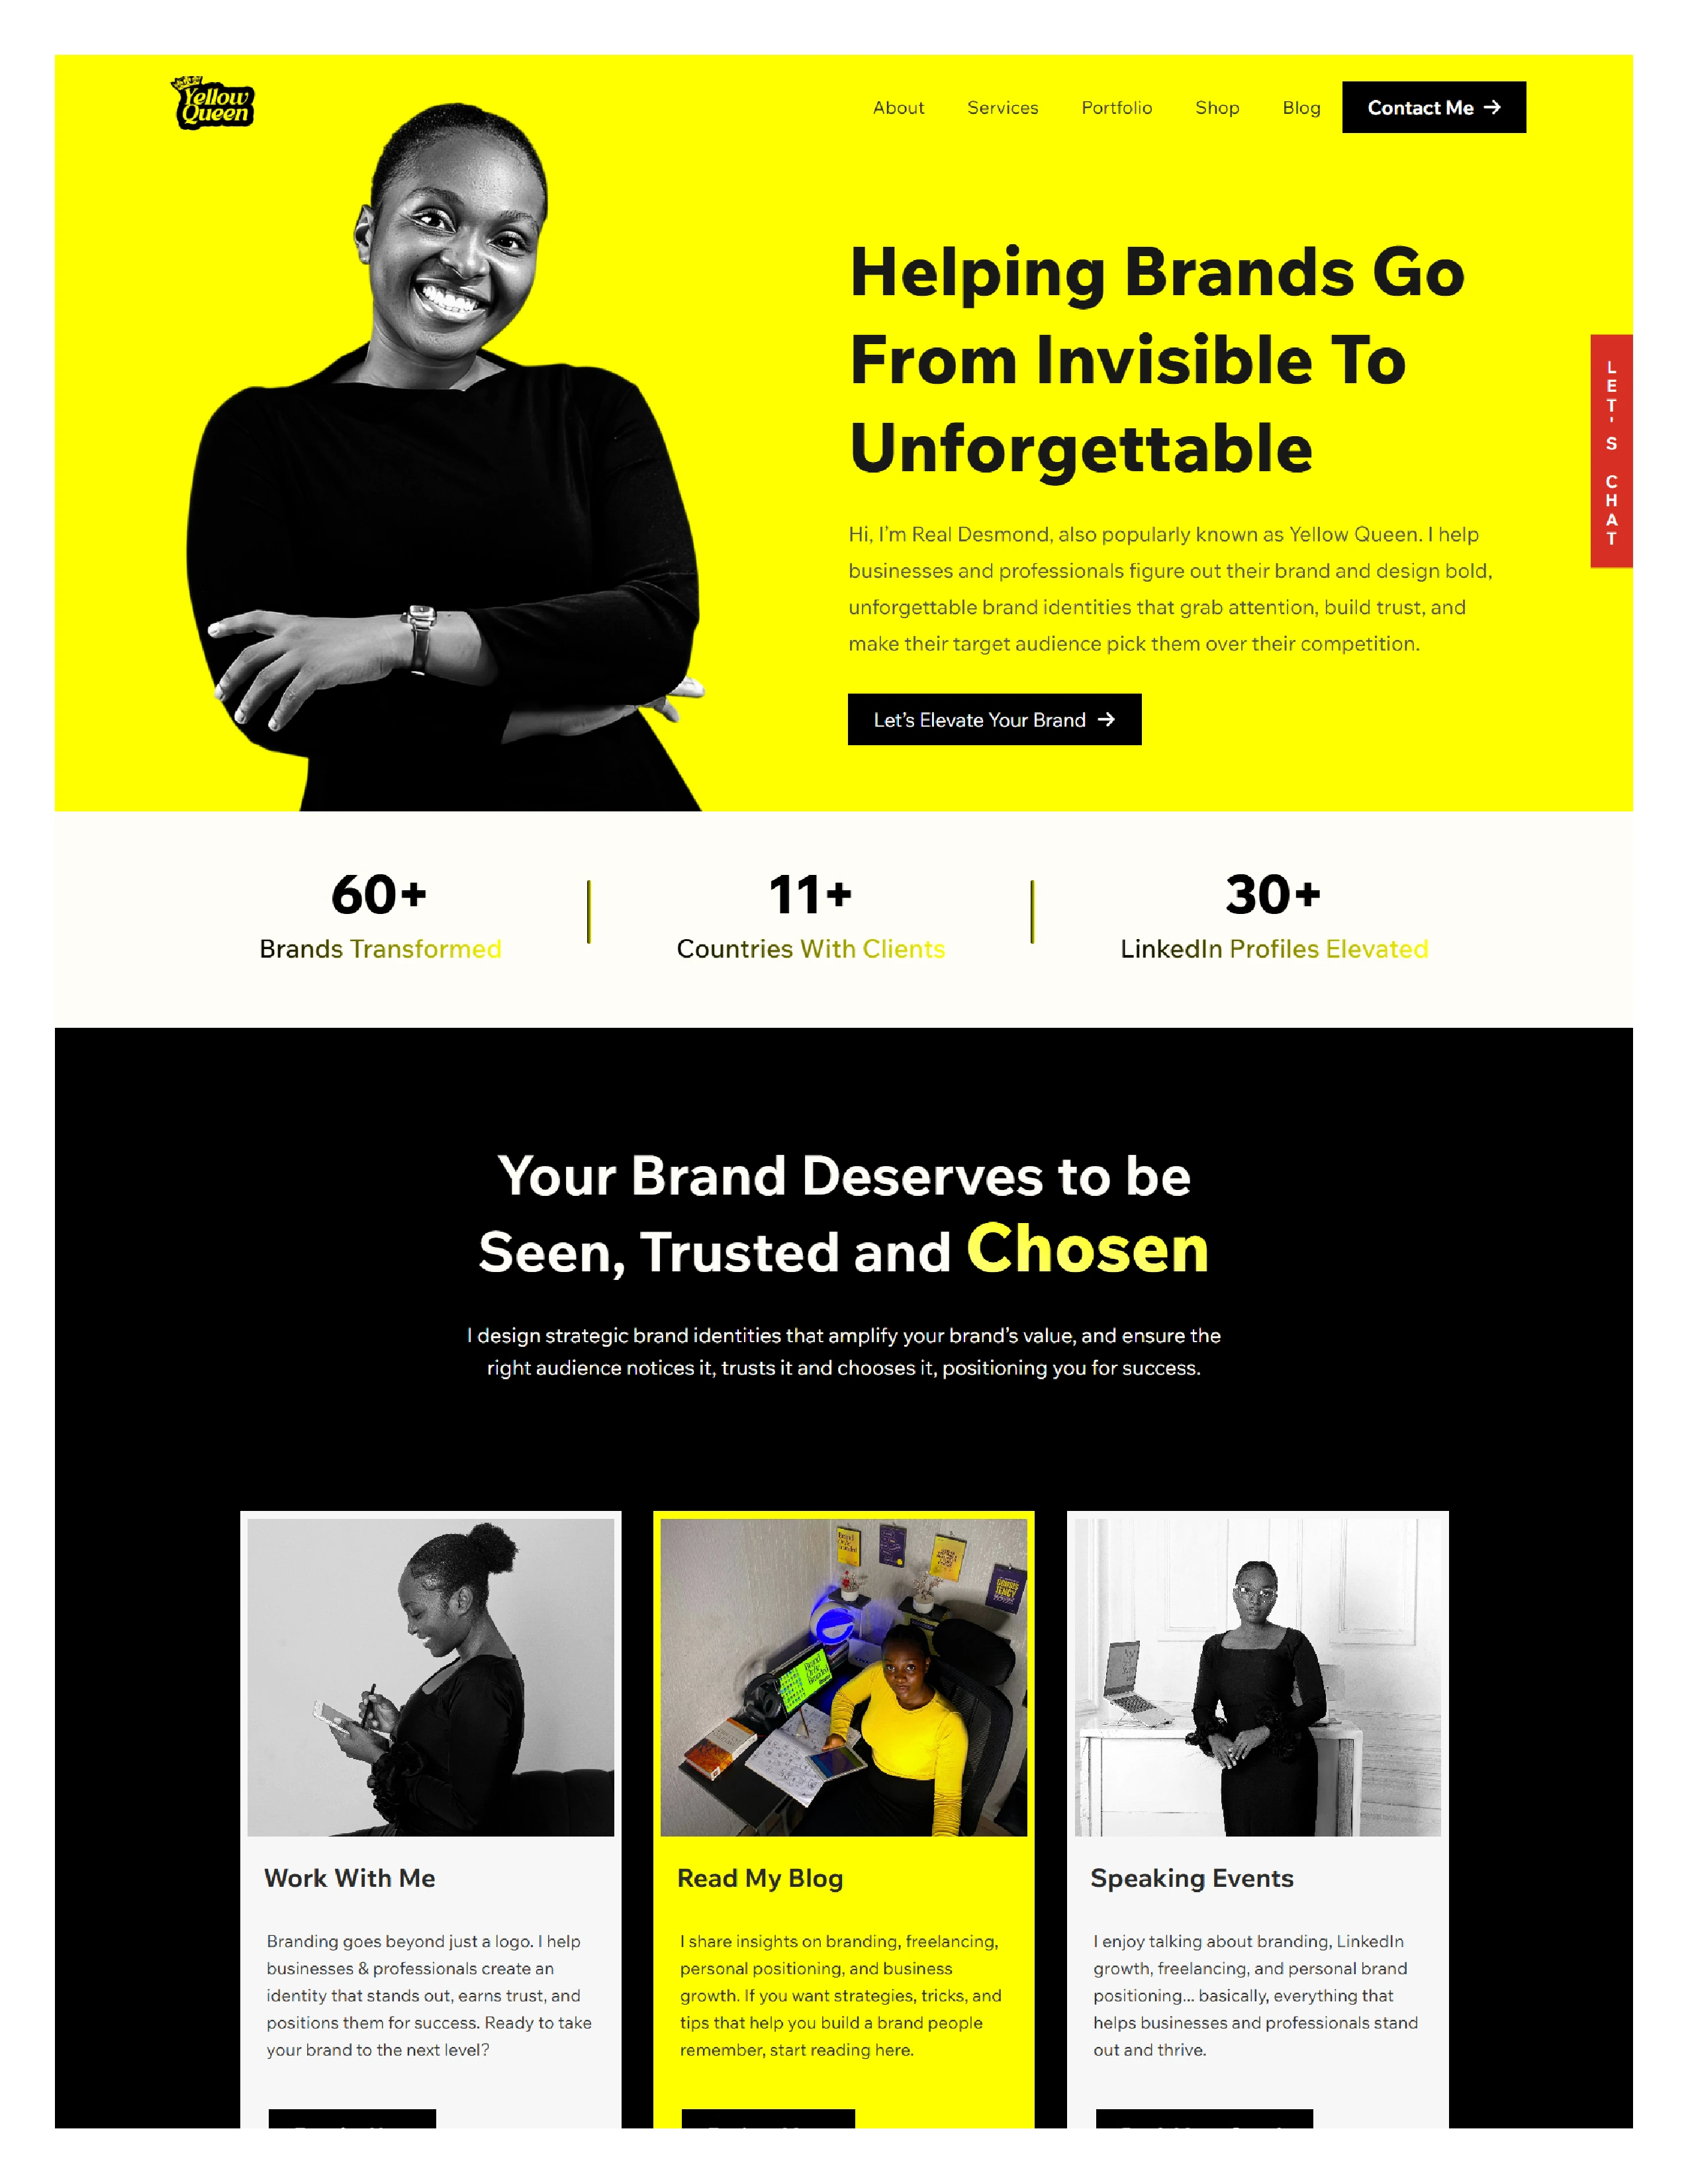 Yellow
Queen
About
Services
Portfolio
Shop
Blog
Contact Me →
Helping Brands Go
From Invisible To
Unforgettable
Hi, I’m Real Desmond, also popularly known as Yellow Queen. I help
businesses and professionals figure out their brand and design bold,
unforgettable brand identities that grab attention, build trust, and
make their target audience pick them over their competition.
Let’s Elevate Your Brand →
LET'S CHAT
60+
Brands Transformed
11+
Countries With Clients
30+
LinkedIn Profiles Elevated
Your Brand Deserves to be
Seen, Trusted and Chosen
I design strategic brand identities that amplify your brand’s value, and ensure the
right audience notices it, trusts it and chooses it, positioning you for success.
Work With Me
Branding goes beyond just a logo. I help
businesses & professionals create an
identity that stands out, earns trust, and
positions them for success. Ready to take
your brand to the next level?
Read My Blog
I share insights on branding, freelancing,
personal positioning, and business
growth. If you want strategies, tricks, and
tips that help you build a brand people
remember, start reading here.
Speaking Events
I enjoy talking about branding, LinkedIn
growth, freelancing, and personal brand
positioning... basically, everything that
helps businesses and professionals stand
out and thrive.